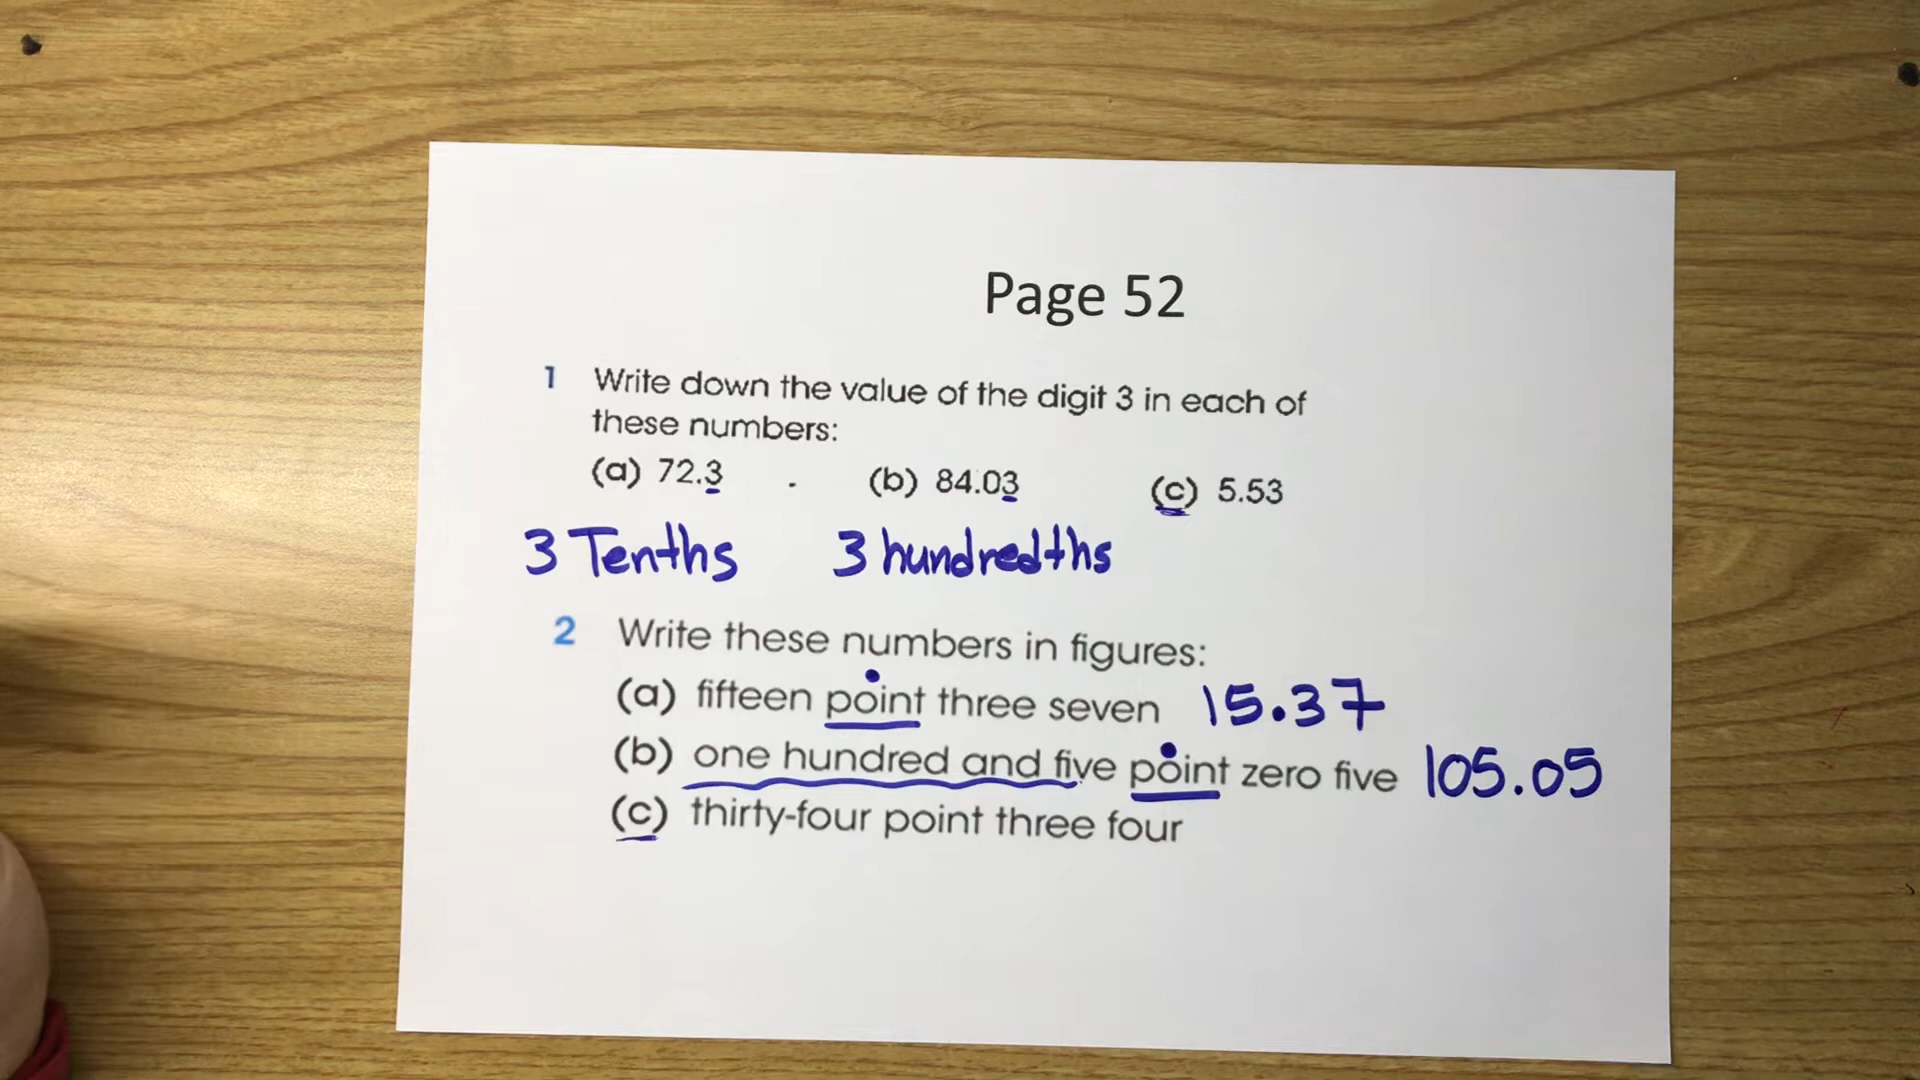 Page 52
1 Write down the value of the digit 3 in each of
these numbers:
(a) 72.3 (b) 84.03 (c) 5.53
3 Tenths 3 hundredths
2 Write these numbers in figures:
(a) fifteen point three seven 15.37
(b) one hundred and five point zero five 105.05
(c) thirty-four point three four